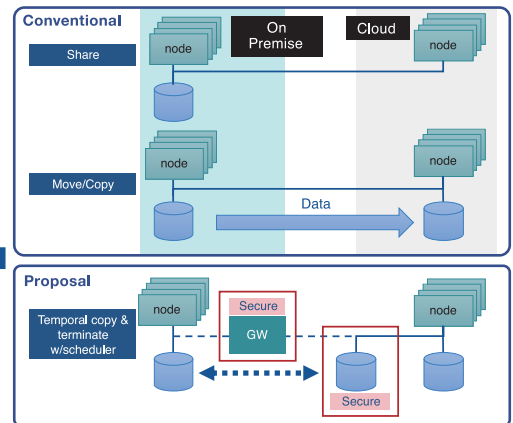 Conventional
On
Premise
Cloud
Share
node
node
node
node
Move/Copy
Data
Proposal
Secure
node
node
Temporal copy &
terminate
w/scheduler
GW
Secure